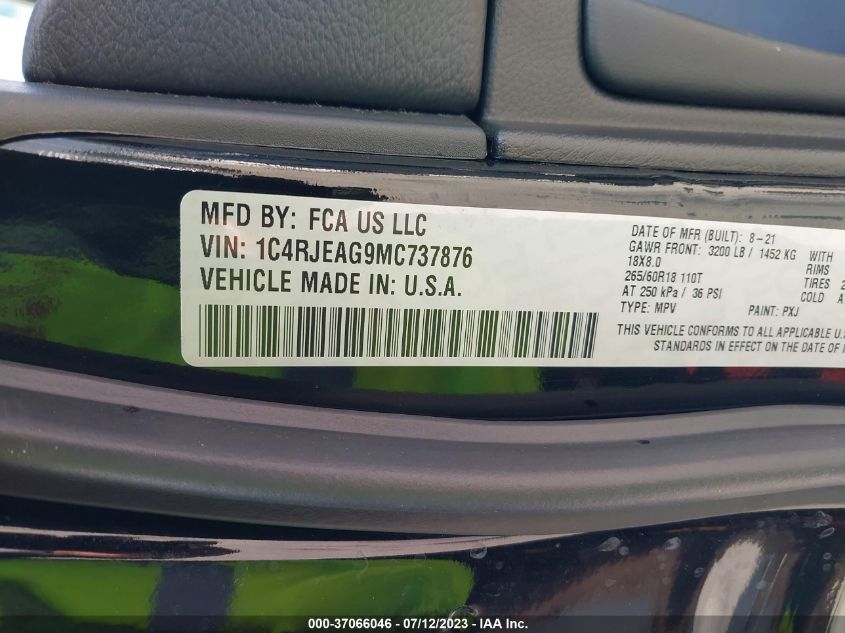 MFD BY: FCA US LLC
VIN: 1C4RJEAG9MC737876
VEHICLE MADE IN: U.S.A.
DATE OF MFR (BUILT): 8-21
GAWR FRONT: 3200 LB / 1452 KG WITH
18X8.0 RIMS
265/60R18 110T TIRES 2
AT 250 kPa / 36 PSI COLD A
TYPE: MPV PAINT: PXJ
THIS VEHICLE CONFORMS TO ALL APPLICABLE U.S
STANDARDS IN EFFECT ON THE DATE OF
000-37066046 - 07/12/2023 - © IAA, Inc.